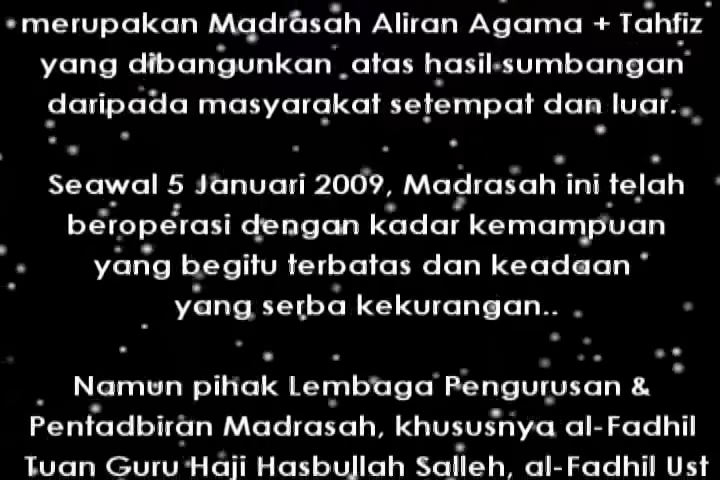 merupakan Madrasah Aliran Agama + Tahfiz
yang dibangunkan atas hasil sumbangan
daripada masyarakat setempat dan luar.
Seawal 5 Januari 2009, Madrasah ini telah
beroperasi dengan kadar kemampuan
yang begitu terbatas dan keadaan
yang serba kekurangan..
Namun pihak Lembaga Pengurusan &
Pentadbiran Madrasah, khususnya al-Fadhil
Tuan Guru Haji Hasbullah Salleh, al-Fadhil Ust